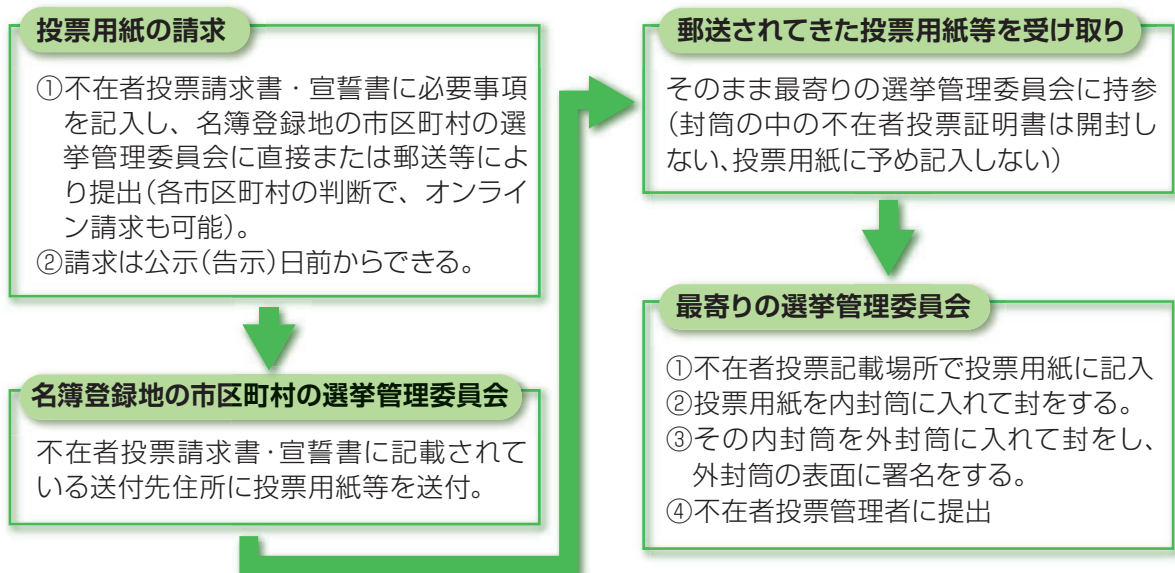 投票用紙の請求
①不在者投票請求書・宣誓書に必要事項
を記入し、名簿登録地の市区町村の選
挙管理委員会に直接または郵送等によ
り提出(各市区町村の判断で、オンライ
ン請求も可能)。
②請求は公示(告示)日前からできる。
名簿登録地の市区町村の選挙管理委員会
不在者投票請求書・宣誓書に記載されて
いる送付先住所に投票用紙等を送付。
郵送されてきた投票用紙等を受け取り
そのまま最寄りの選挙管理委員会に持参
(封筒の中の不在者投票証明書は開封し
ない、投票用紙に予め記入しない)
最寄りの選挙管理委員会
①不在者投票記載場所で投票用紙に記入
②投票用紙を内封筒に入れて封をする。
③その内封筒を外封筒に入れて封をし、
外封筒の表面に署名をする。
④不在者投票管理者に提出